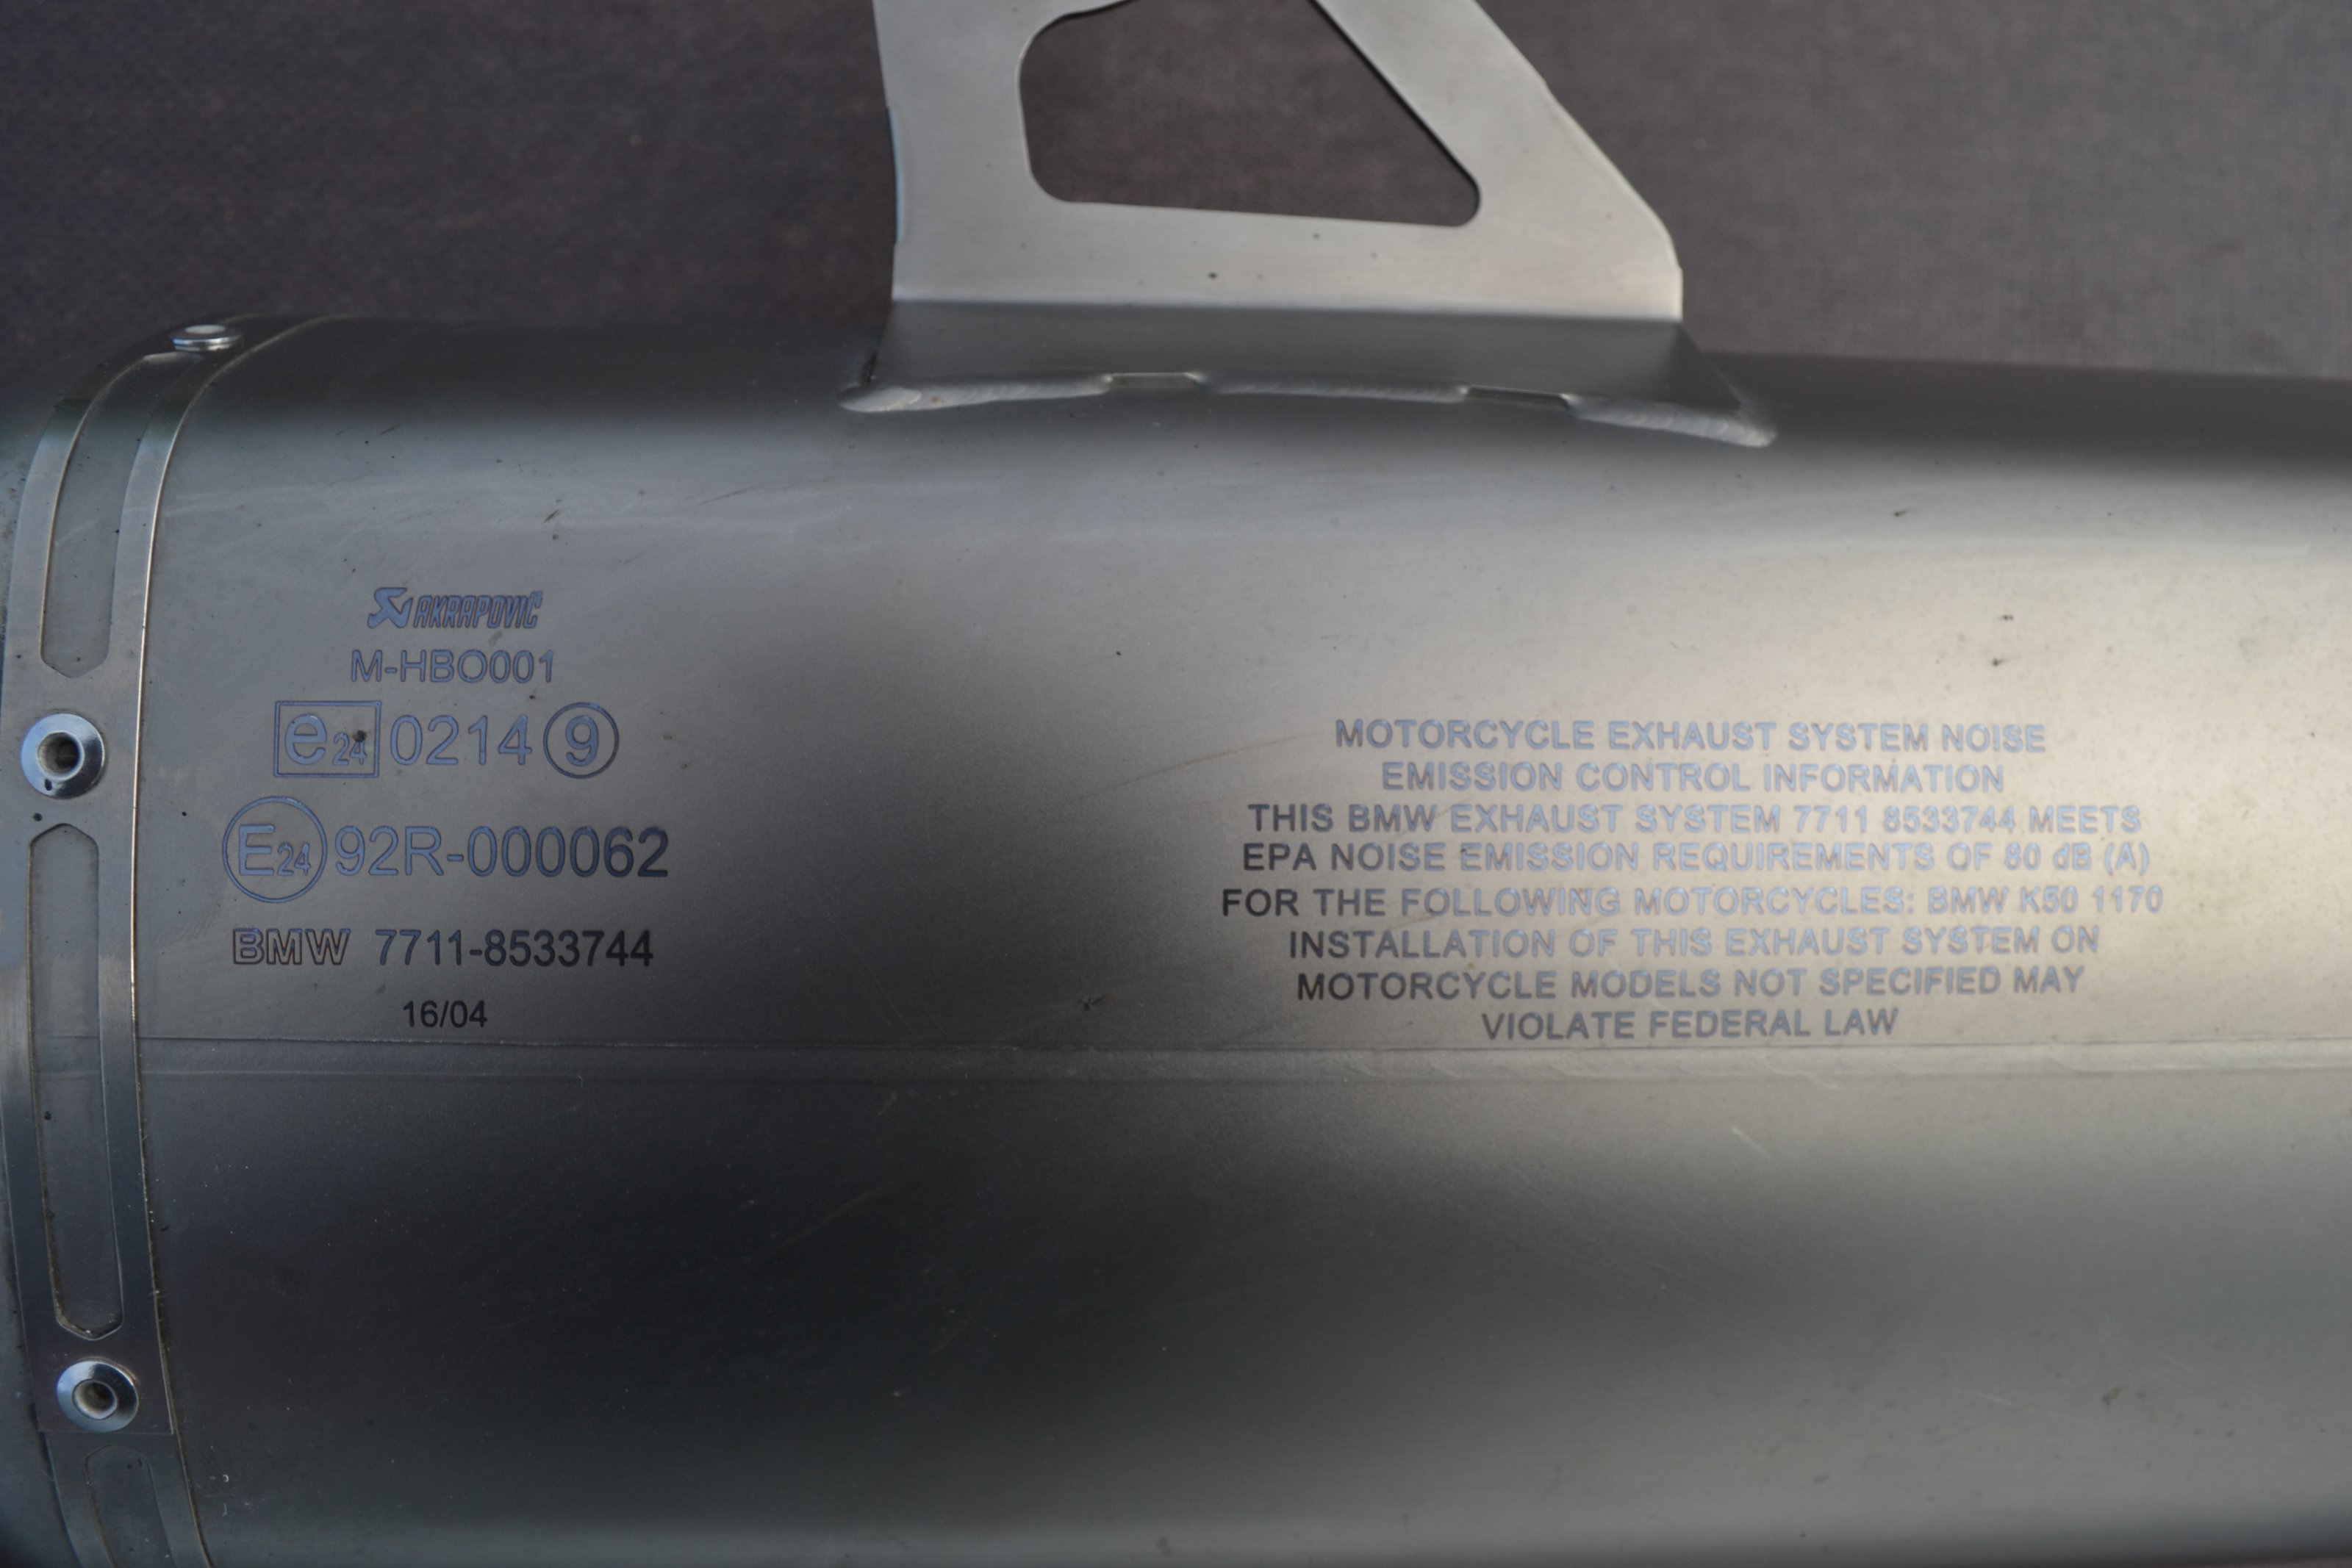 AKRAPOVIČ
M-HBO001
e24 0214 9
E24 92R-000062
BMW 7711-8533744
16/04
MOTORCYCLE EXHAUST SYSTEM NOISE
EMISSION CONTROL INFORMATION
THIS BMW EXHAUST SYSTEM 7711 8533744 MEETS
EPA NOISE EMISSION REQUIREMENTS OF 80 dB (A)
FOR THE FOLLOWING MOTORCYCLES: BMW K50 1170
INSTALLATION OF THIS EXHAUST SYSTEM ON
MOTORCYCLE MODELS NOT SPECIFIED MAY
VIOLATE FEDERAL LAW